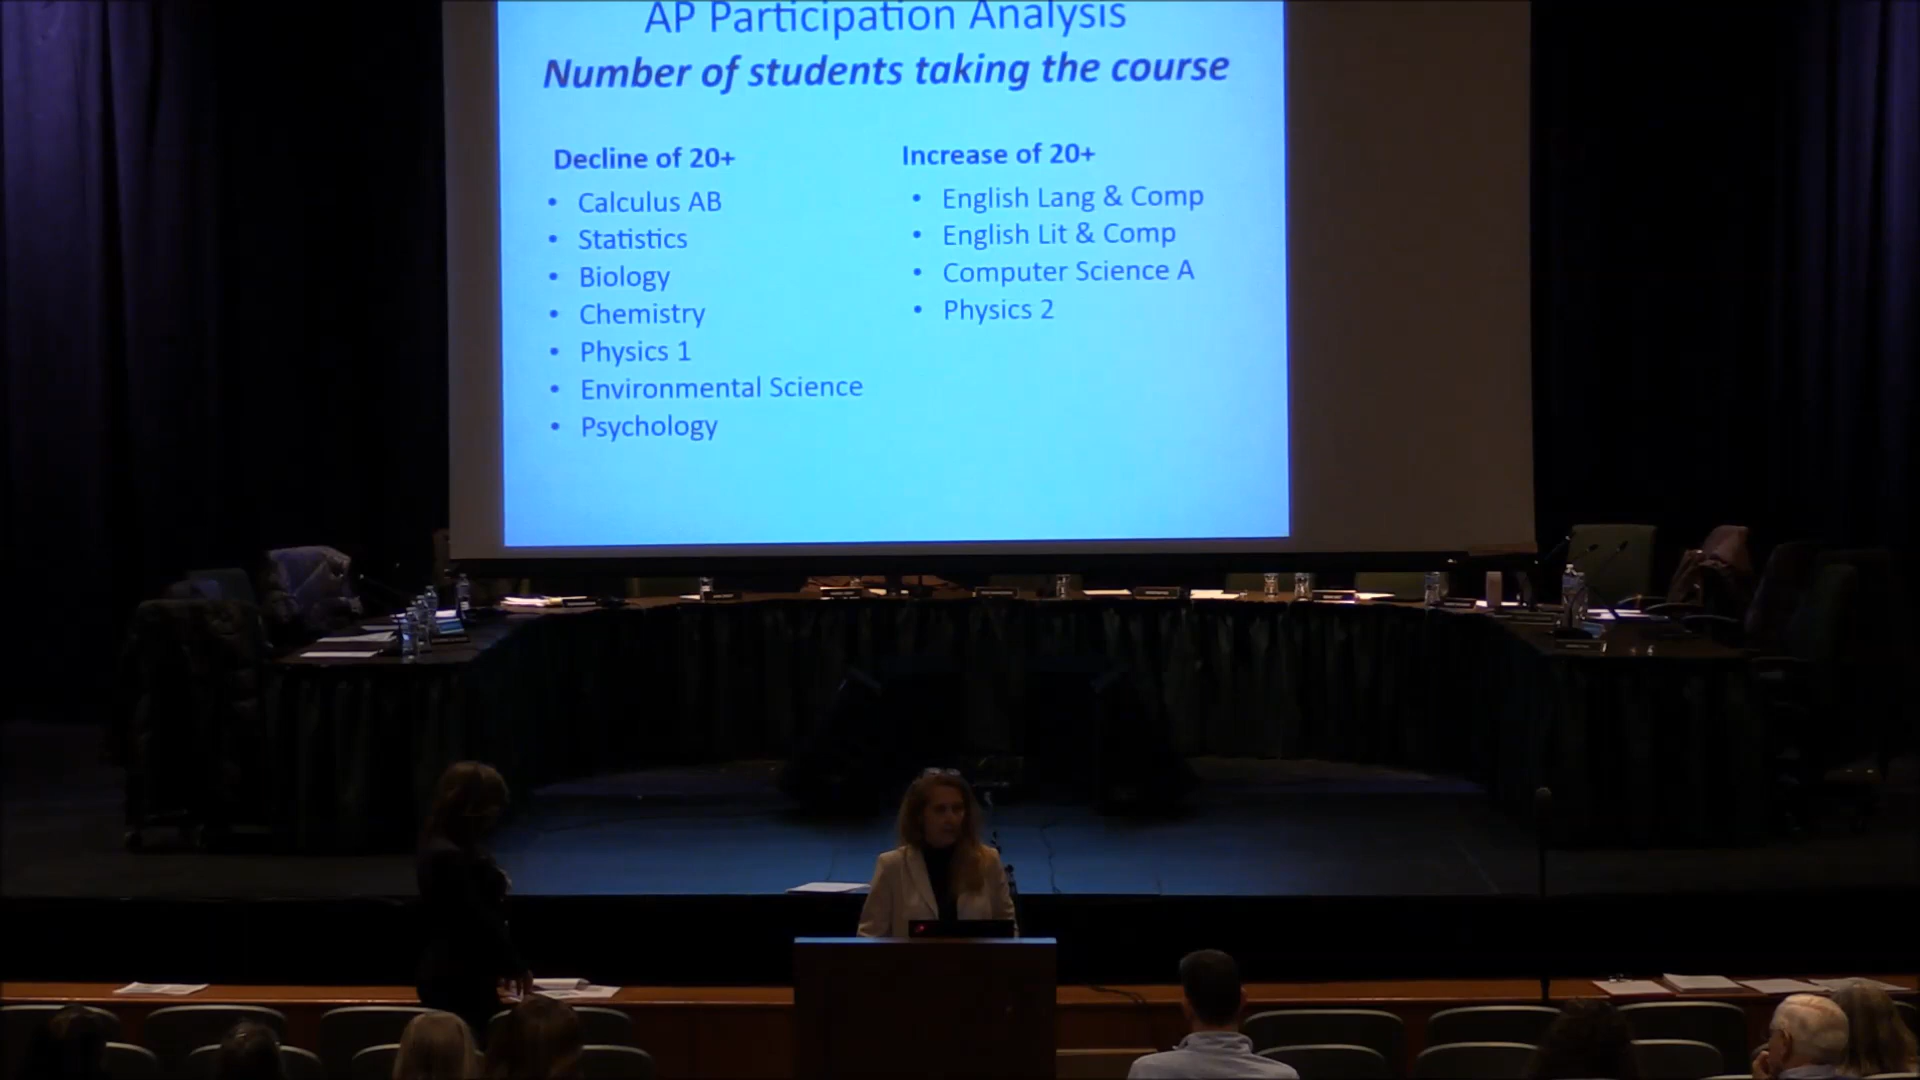 AP Participation Analysis
Number of students taking the course
Decline of 20+
• Calculus AB
• Statistics
• Biology
• Chemistry
• Physics 1
• Environmental Science
• Psychology
Increase of 20+
• English Lang & Comp
• English Lit & Comp
• Computer Science A
• Physics 2